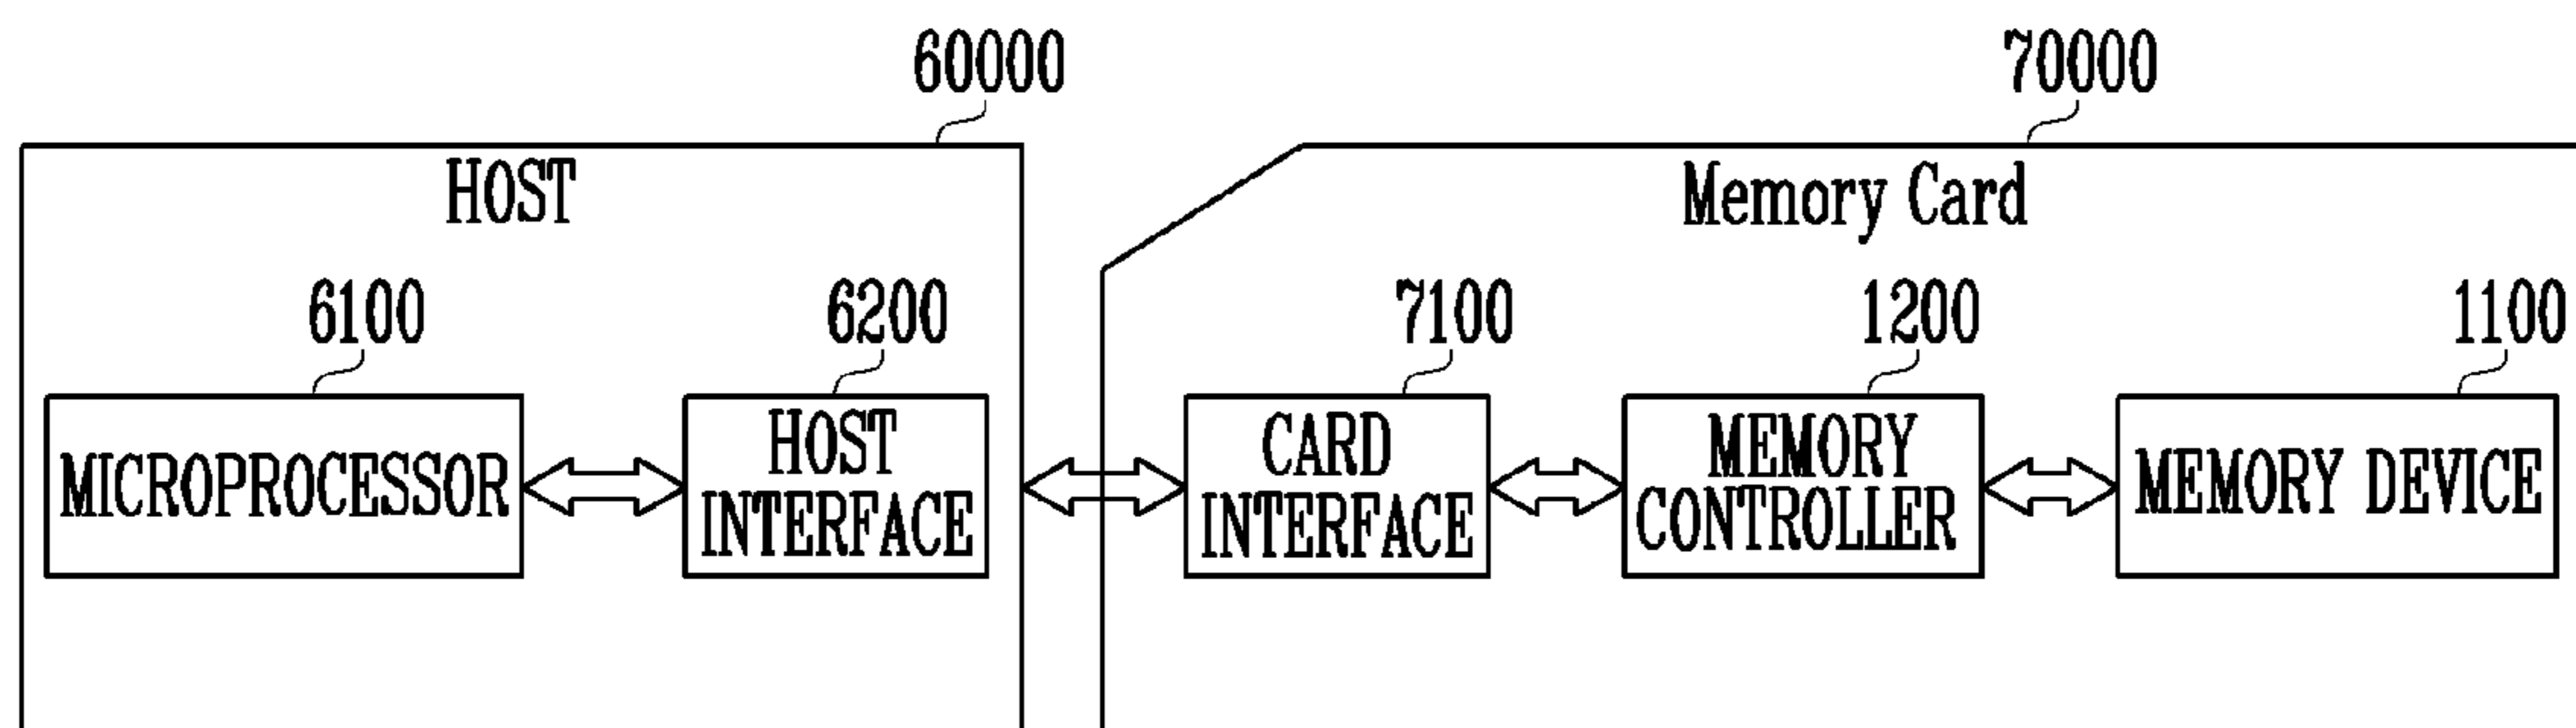 60000
70000
HOST
Memory Card
6100
6200
7100
1200
1100
MICROPROCESSOR
HOST
INTERFACE
CARD
INTERFACE
MEMORY
CONTROLLER
MEMORY DEVICE